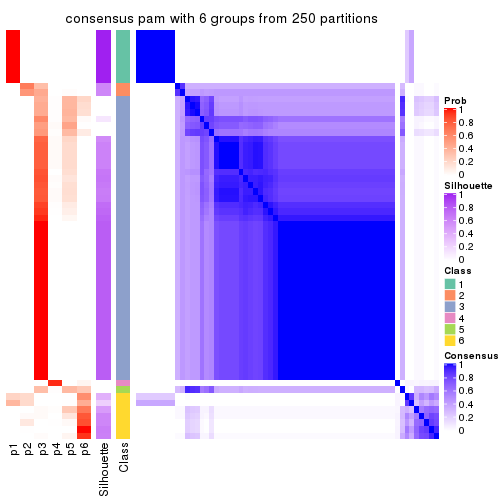 consensus pam with 6 groups from 250 partitions
Prob
1
0.8
0.6
0.4
0.2
0
Silhouette
1
0.8
0.6
0.4
0.2
0
Class
1
2
3
4
5
6
Consensus
1
0.8
0.6
0.4
0.2
0
p1
p2
p3
p4
p5
p6
Silhouette
Class